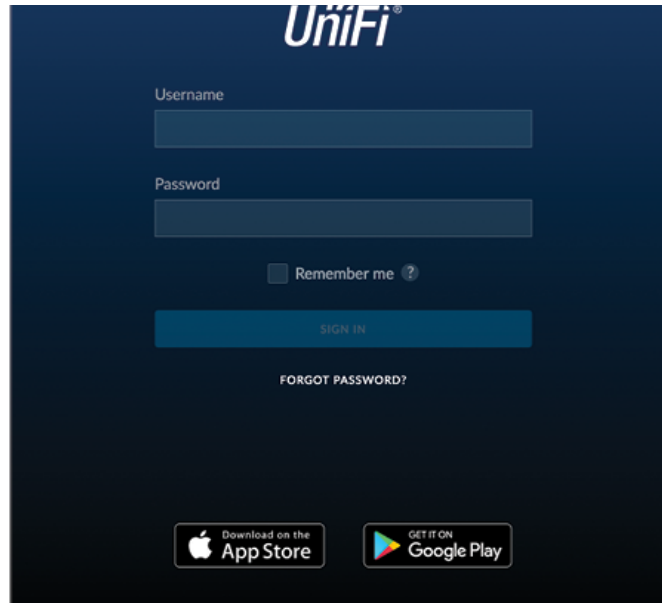 UniFi®
Username
Password
Remember me ?
SIGN IN
FORGOT PASSWORD?
Download on the
App Store
GET IT ON
Google Play